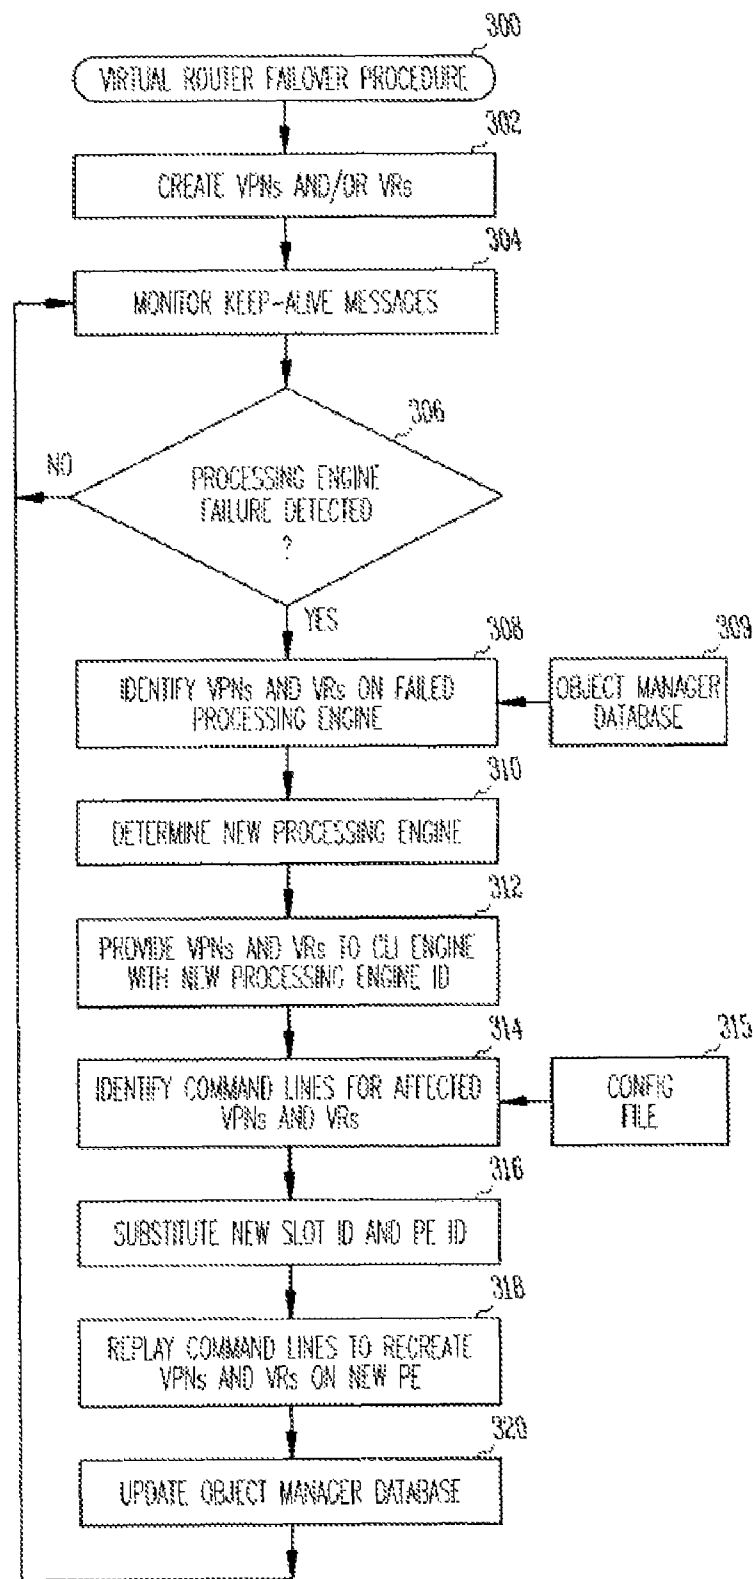 300
VIRTUAL ROUTER FAILOVER PROCEDURE
302
CREATE VPNs AND/OR VRs
304
MONITOR KEEP-ALIVE MESSAGES
306
NO
PROCESSING ENGINE
FAILURE DETECTED
?
YES
308
309
IDENTIFY VPNs AND VRs ON FAILED
PROCESSING ENGINE
OBJECT MANAGER
DATABASE
310
DETERMINE NEW PROCESSING ENGINE
312
PROVIDE VPNs AND VRs TO CLI ENGINE
WITH NEW PROCESSING ENGINE ID
314
315
IDENTIFY COMMAND LINES FOR AFFECTED
VPNs AND VRs
CONFIG
FILE
316
SUBSTITUTE NEW SLOT ID AND PE ID
318
REPLAY COMMAND LINES TO RECREATE
VPNs AND VRs ON NEW PE
320
UPDATE OBJECT MANAGER DATABASE